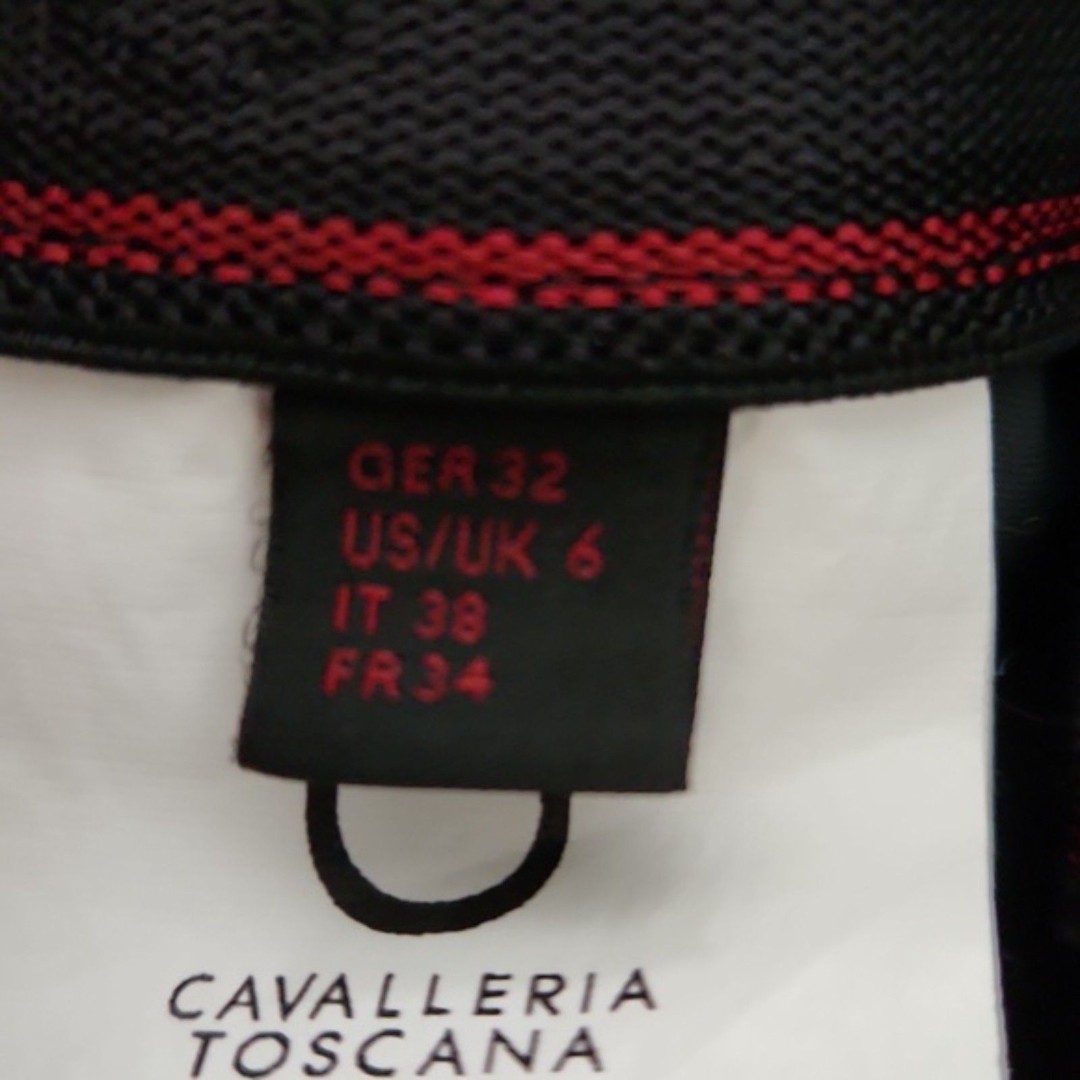 GER 32
US/UK 6
IT 38
FR 34
CAVALLERIA
TOSCANA